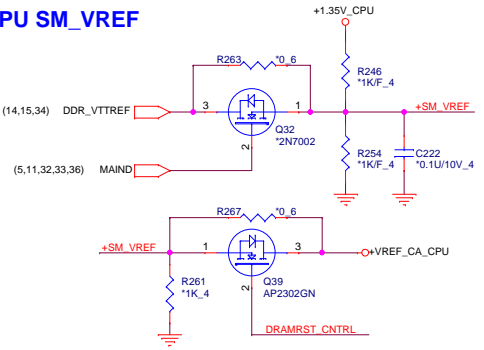 PU SM_VREF
+1.35V_CPU
R263 *0_6
R246
*1K/F_4
(14,15,34) DDR_VTTREF 3 1 +SM_VREF
Q32
*2N7002
2
R254
*1K/F_4
C222
*0.1U/10V_4
(5,11,32,33,36) MAIND
R267 *0_6
+SM_VREF 1 3 +VREF_CA_CPU
R261
*1K_4
2
Q39
AP2302GN
DRAMRST_CNTRL